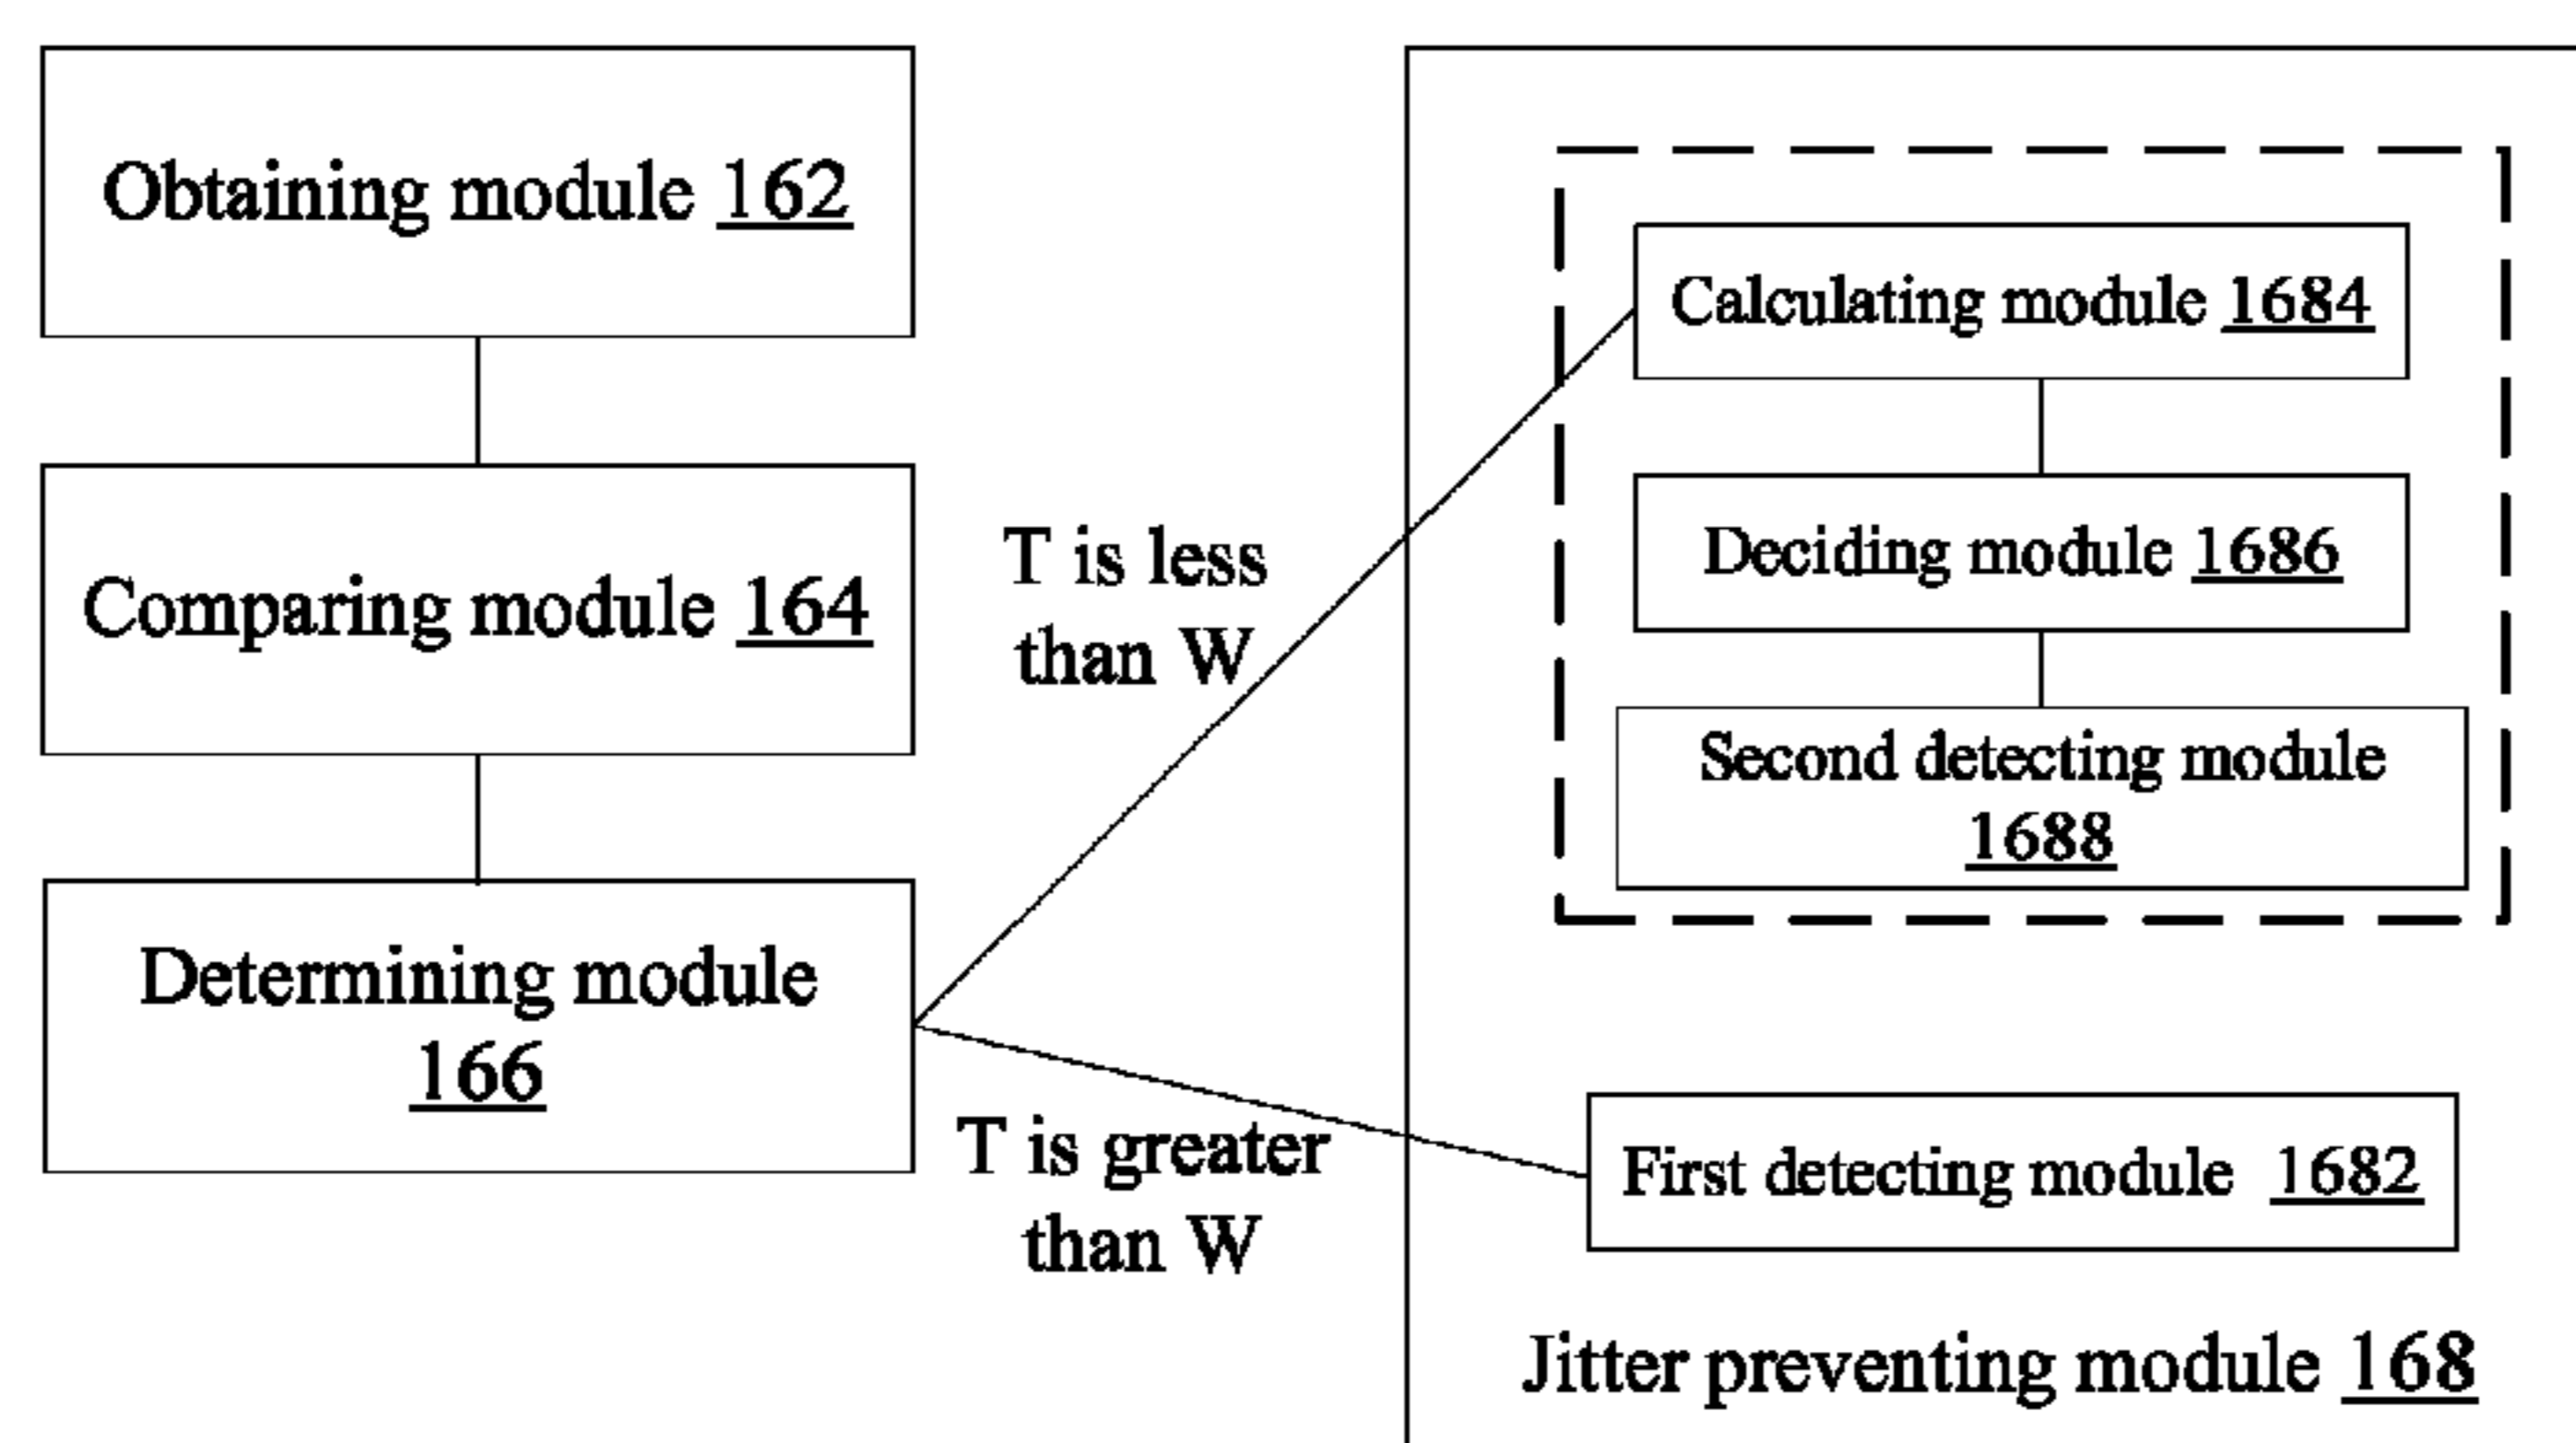 Obtaining module 162
Comparing module 164
Determining module
166
T is less
than W
T is greater
than W
Calculating module 1684
Deciding module 1686
Second detecting module
1688
First detecting module 1682
Jitter preventing module 168